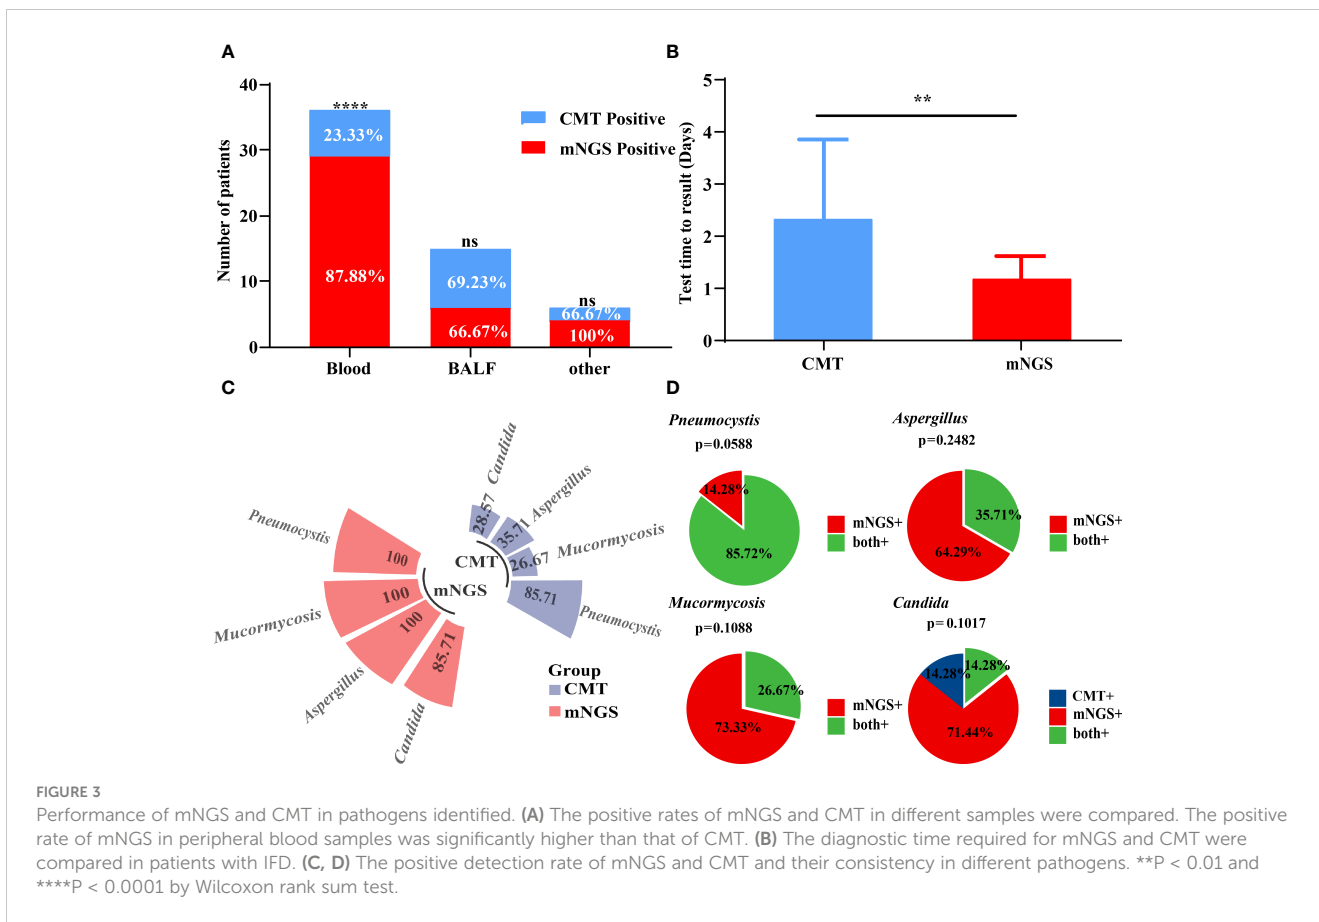 A
40
30
20
10
0
Number of patients
****
23.33%
87.88%
ns
69.23%
66.67%
ns
66.67%
100%
Blood
BALF
other
CMT Positive
mNGS Positive
B
5
4
3
2
1
0
Test time to result (Days)
**
CMT
mNGS
C
Candida
28.57
Aspergillus
35.71
Mucormycosis
26.67
Pneumocystis
85.71
CMT
mNGS
Pneumocystis
100
Mucormycosis
100
Aspergillus
100
Candida
85.71
Group
CMT
mNGS
D
Pneumocystis
p=0.0588
14.28%
85.72%
mNGS+
both+
Aspergillus
p=0.2482
35.71%
64.29%
mNGS+
both+
Mucormycosis
p=0.1088
26.67%
73.33%
mNGS+
both+
Candida
p= 0.1017
14.28%
14.28%
71.44%
CMT+
mNGS+
both+
FIGURE 3
Performance of mNGS and CMT in pathogens identified. (A) The positive rates of mNGS and CMT in different samples were compared. The positive
rate of mNGS in peripheral blood samples was significantly higher than that of CMT. (B) The diagnostic time required for mNGS and CMT were
compared in patients with IFD. (C, D) The positive detection rate of mNGS and CMT and their consistency in different pathogens. **P < 0.01 and
****P < 0.0001 by Wilcoxon rank sum test.